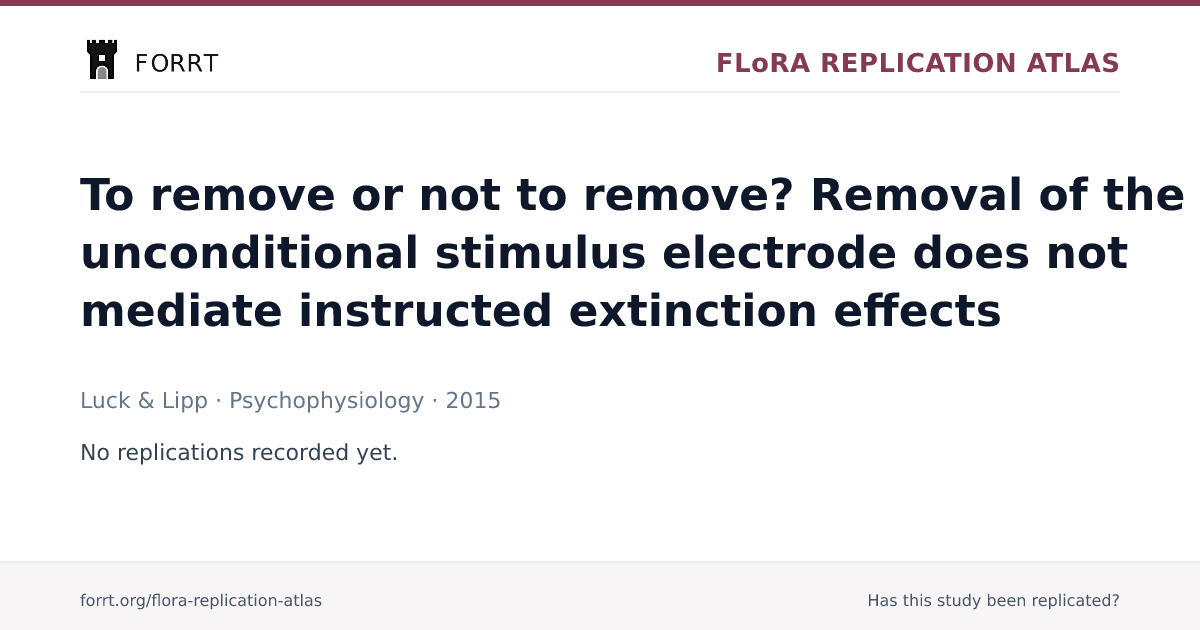 FORRT
FLoRA REPLICATION ATLAS
To remove or not to remove? Removal of the
unconditional stimulus electrode does not
mediate instructed extinction effects
Luck & Lipp · Psychophysiology · 2015
No replications recorded yet.
forrt.org/flora-replication-atlas
Has this study been replicated?